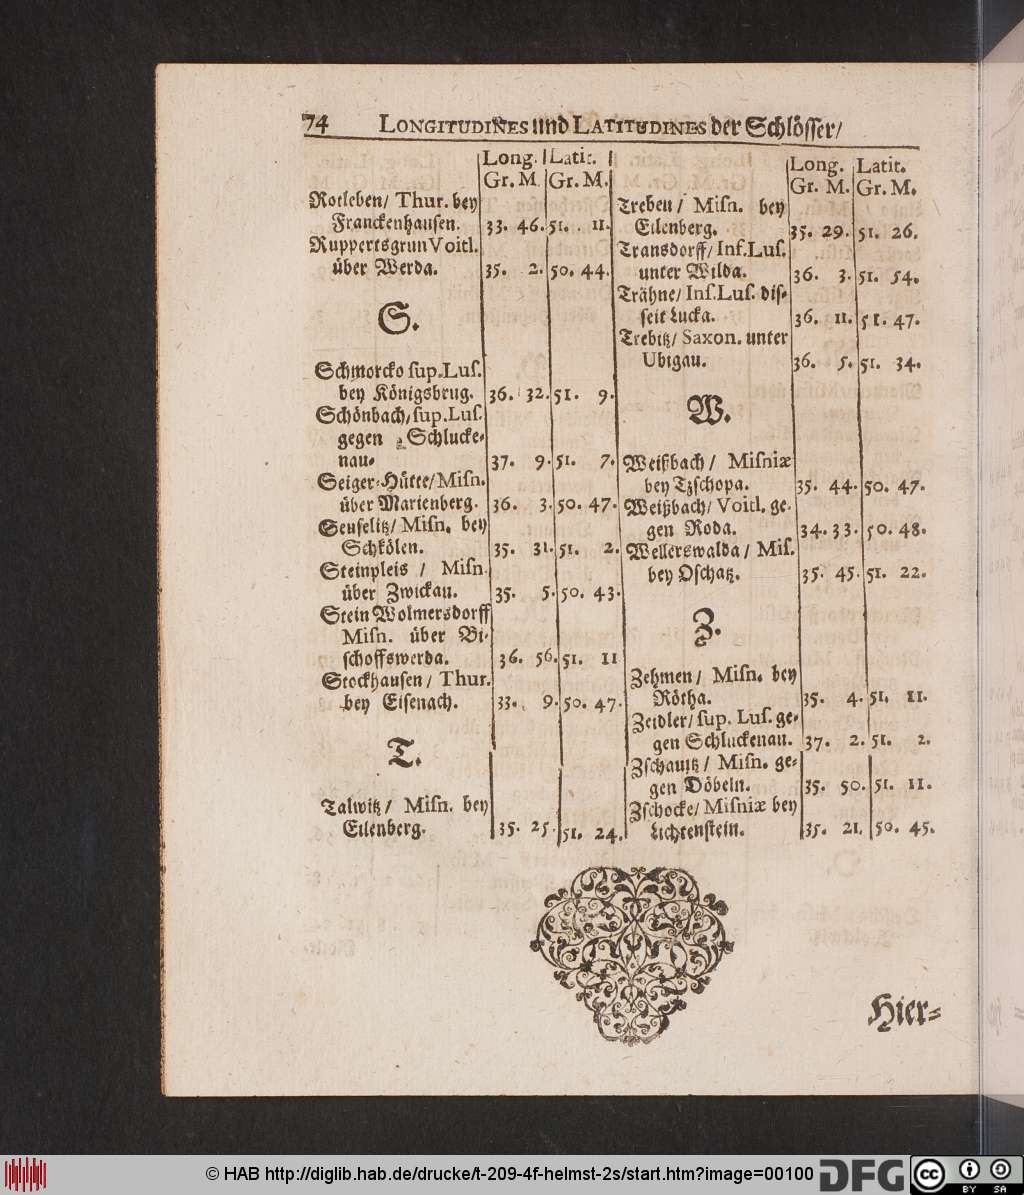 74 LONGITUDINES und LATITUDINES der Schlösser/
Long. Latit.
Gr. M. Gr. M.
Rotleben/ Thur. bey
Franckenhausen. 33. 46. 51. 11.
Ruppertsgrun Voitl.
über Werda. 35. 2. 50. 44.
S.
Schmorcko sup. Lus.
bey Königsbrug. 36. 32. 51. 9.
Schönbach/ sup. Lus.
gegen Schlucke-
nau. 37. 9. 51. 7.
Seiger-Hütte/ Misn.
über Marienberg. 36. 3. 50. 47.
Seuselitz/ Misn. bey
Schkölen. 35. 31. 51. 2.
Steinpleis / Misn.
über Zwickau. 35. 5. 50. 43.
Stein Wolmersdorff
Misn. über Bi-
schoffswerda. 36. 56. 51. 11
Stockhausen/ Thur.
bey Eisenach. 33. 9. 50. 47.
T.
Talwitz/ Misn. bey
Eilenberg. 35. 25. 51. 24.
Long. Latit.
Gr. M. Gr. M.
Treben/ Misn. bey
Eilenberg. 35. 29. 51. 26.
Transdorff/ Inf. Lus.
unter Wilda. 36. 3. 51. 54.
Trähne/ Inf. Lus. dis-
seit Lucka. 36. 11. 51. 47.
Trebitz/ Saxon. unter
Ubigau. 36. 5. 51. 34.
W.
Weißbach/ Misniæ
bey Tzschopa. 35. 44. 50. 47.
Weißbach/ Voitl. ge-
gen Roda. 34. 33. 50. 48.
Wellerswalda/ Mis.
bey Oschatz. 35. 45. 51. 22.
Z.
Zehmen/ Misn. bey
Rötha. 35. 4. 51. 11.
Zeidler/ sup. Lus. ge-
gen Schluckenau. 37. 2. 51. 2.
Zschauitz/ Misn. ge-
gen Döbeln. 35. 50. 51. 11.
Zschocke/ Misniæ bey
Lichtenstein. 35. 21. 50. 45.
Hier-
© HAB http://diglib.hab.de/drucke/t-209-4f-helmst-2s/start.htm?image=00100 DFG cc BY SA